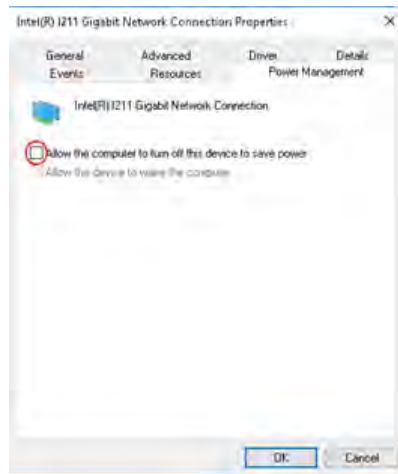 Intel(R) I211 Gigabit Network Connection Properties
General Advanced Driver Details
Events Resources Power Management
Intel(R) I211 Gigabit Network Connection
Allow the computer to turn off this device to save power
Allow this device to wake the computer
OK Cancel